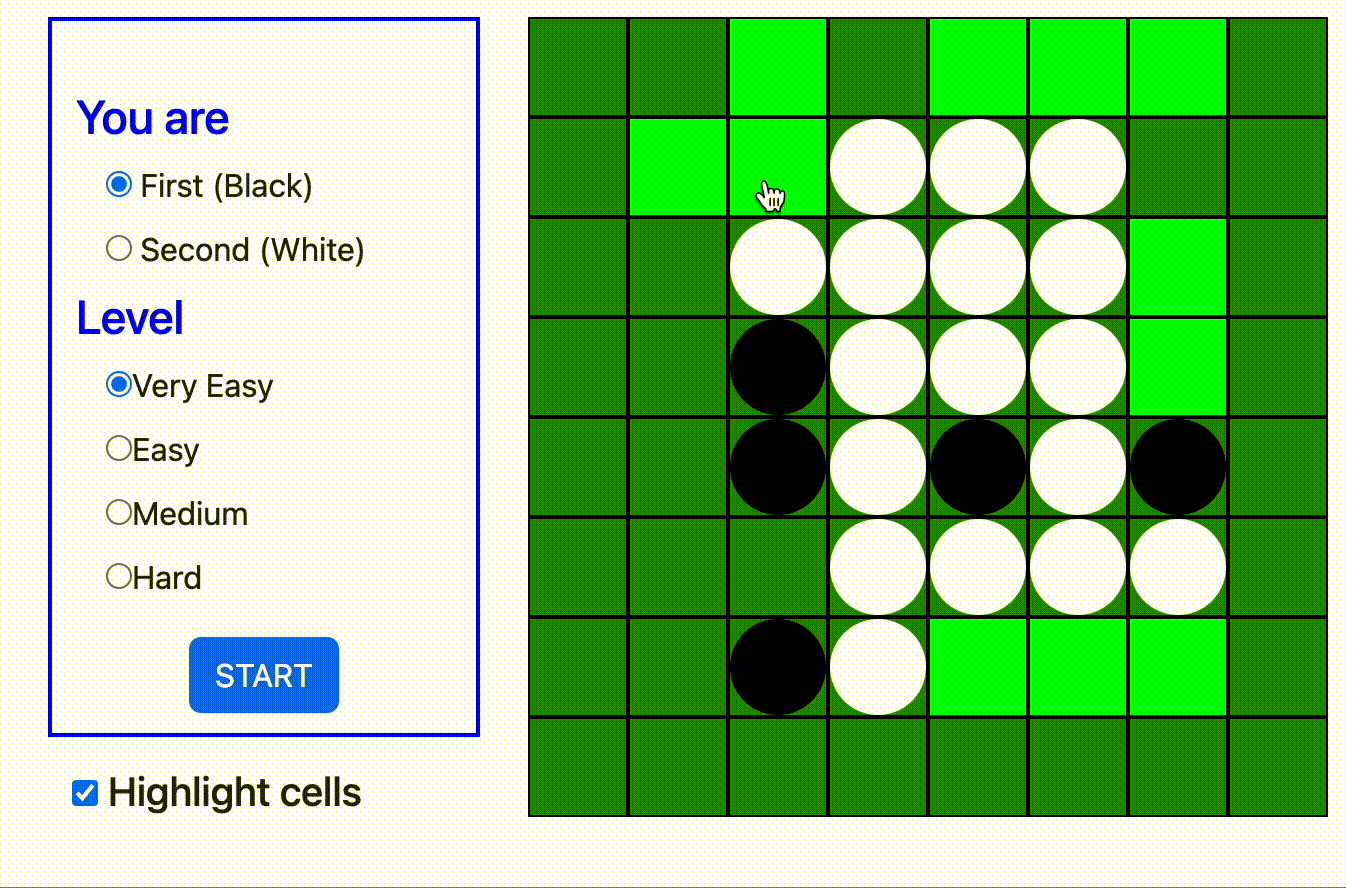 You are
First (Black)
Second (White)
Level
Very Easy
Easy
Medium
Hard
START
Highlight cells